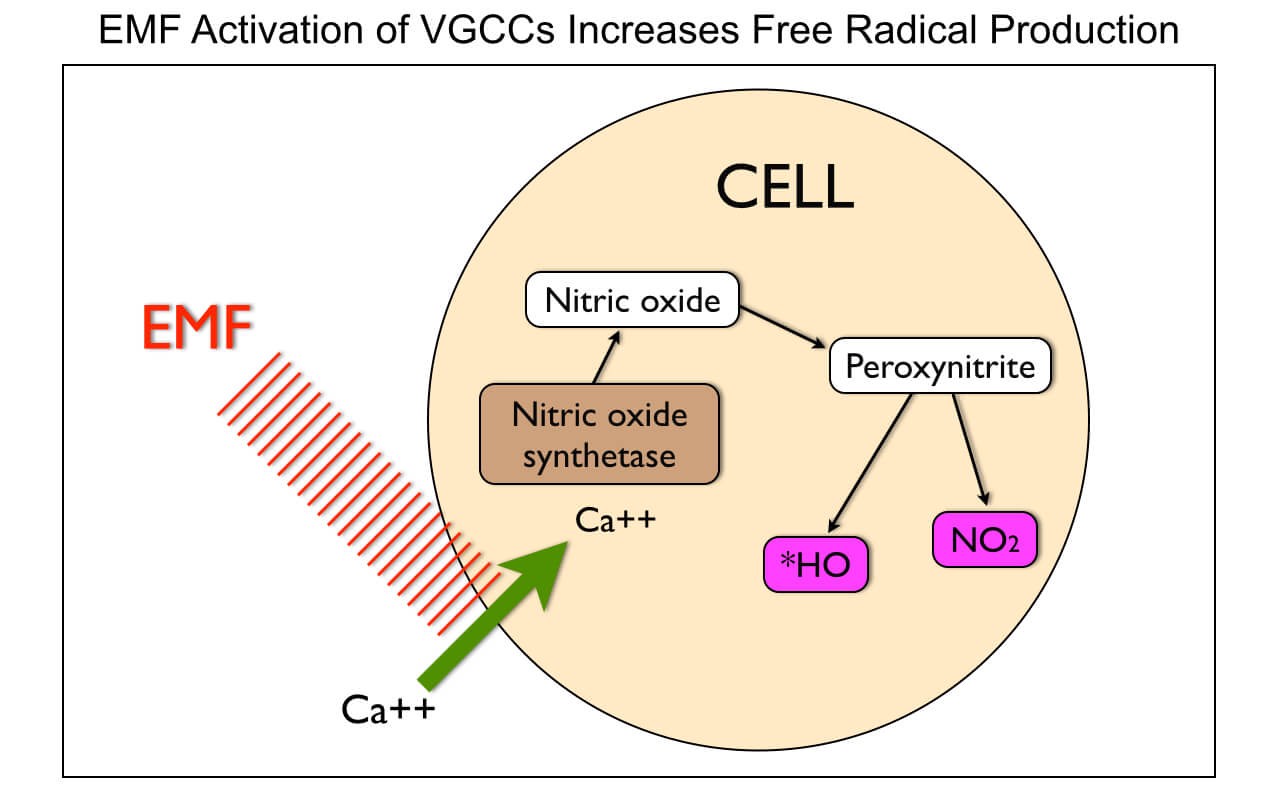 EMF Activation of VGCCs Increases Free Radical Production
CELL
EMF
Nitric oxide
Peroxynitrite
Nitric oxide
synthetase
Ca++
*HO
NO₂
Ca++